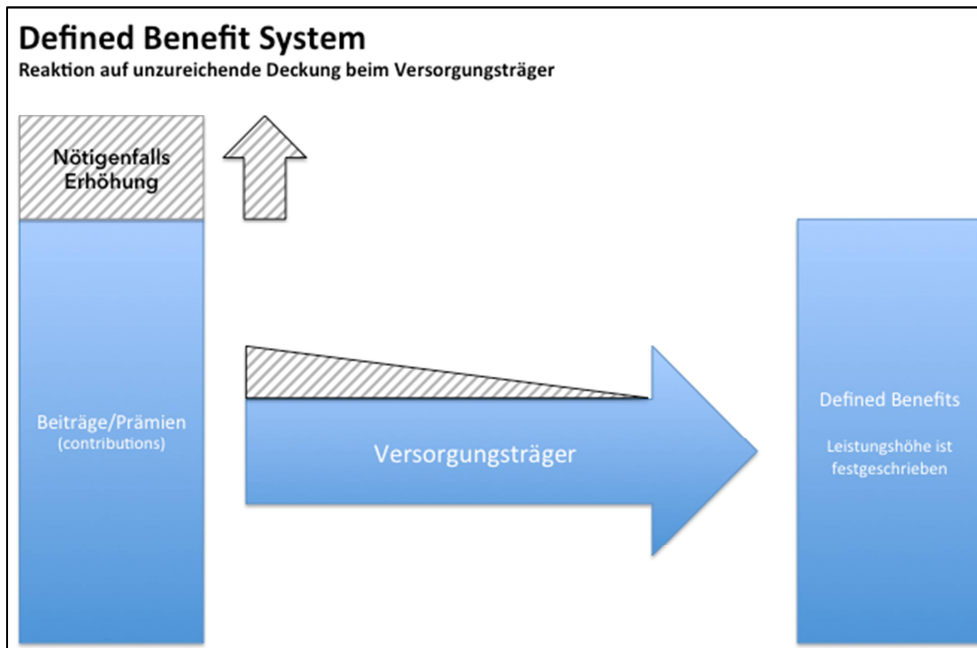 Defined Benefit System
Reaktion auf unzureichende Deckung beim Versorgungsträger
Nötigenfalls
Erhöhung
Beiträge/Prämien
(contributions)
Versorgungsträger
Defined Benefits
Leistungshöhe ist
festgeschrieben